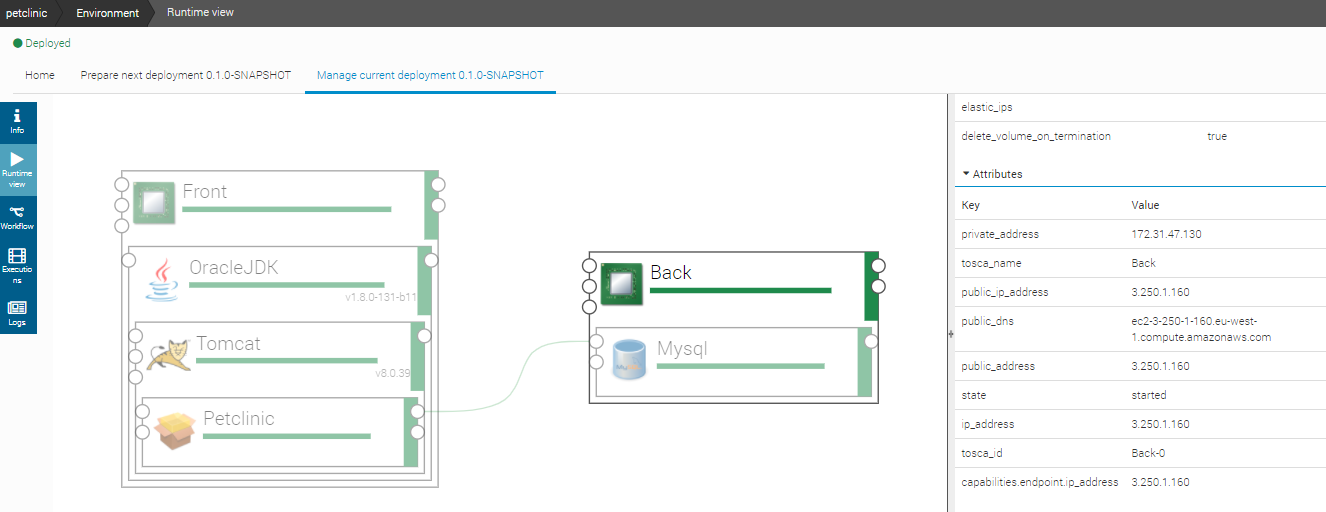 petclinic Environment Runtime view
Deployed
Home Prepare next deployment 0.1.0-SNAPSHOT Manage current deployment 0.1.0-SNAPSHOT
Info
Runtime
view
Workflow
Executio
ns
Logs
Front
OracleJDK
v1.8.0-131-b11
Tomcat
v8.0.39
Petclinic
Back
Mysql
elastic_ips
delete_volume_on_termination true
Attributes
Key Value
private_address 172.31.47.130
tosca_name Back
public_ip_address 3.250.1.160
public_dns ec2-3-250-1-160.eu-west-
1.compute.amazonaws.com
public_address 3.250.1.160
state started
ip_address 3.250.1.160
tosca_id Back-0
capabilities.endpoint.ip_address 3.250.1.160